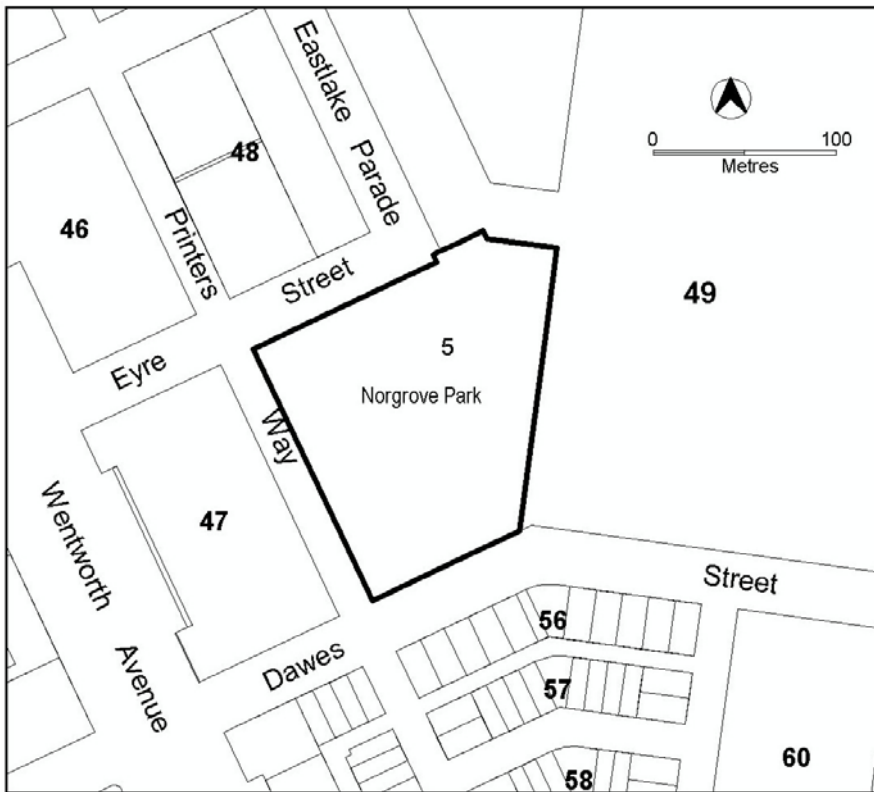 Eastlake Parade
0 100
Metres
48
46
Printers
Street
49
Eyre
5
Norgrove Park
Way
Wentworth
47
Street
56
Dawes
Avenue
57
58
60